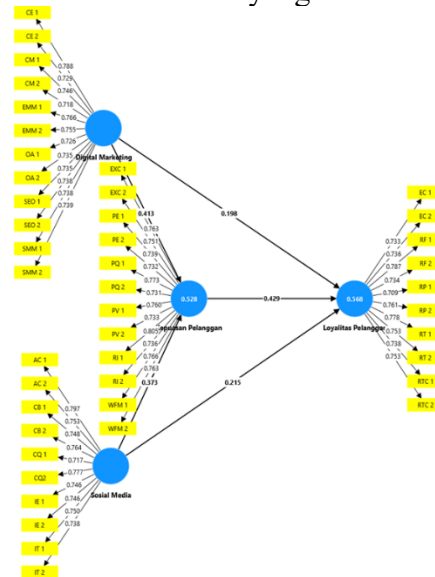 CE 1
CE 2
CM 1
CM 2
EMM 1
EMM 2
OA 1
OA 2
SEO 1
SEO 2
SMM 1
SMM 2
0.788
0.729
0.746
0.718
0.766
0.755
0.726
0.735
0.735
0.738
0.738
0.739
Digital Marketing
EXC 1
EXC 2
PE 1
PE 2
PQ 1
PQ 2
PV 1
PV 2
RI 1
RI 2
WFM 1
WFM 2
0.413
0.763
0.751
0.739
0.732
0.773
0.731
0.760
0.733
0.736
0.766
0.763
0.373
0.528
Pelanggan
0.198
0.429
0.215
0.568
Loyalitas
EC 1
EC 2
RF 1
RF 2
RP 1
RP 2
RT 1
RT 2
RTC 1
RTC 2
0.733
0.736
0.787
0.734
0.709
0.761
0.778
0.753
0.738
0.753
AC 1
AC 2
CB 1
CB 2
CQ 1
CQ2
IE 1
IE 2
IT 1
IT 2
0.797
0.753
0.748
0.764
0.717
0.777
0.746
0.746
0.750
0.738
Sosial Media